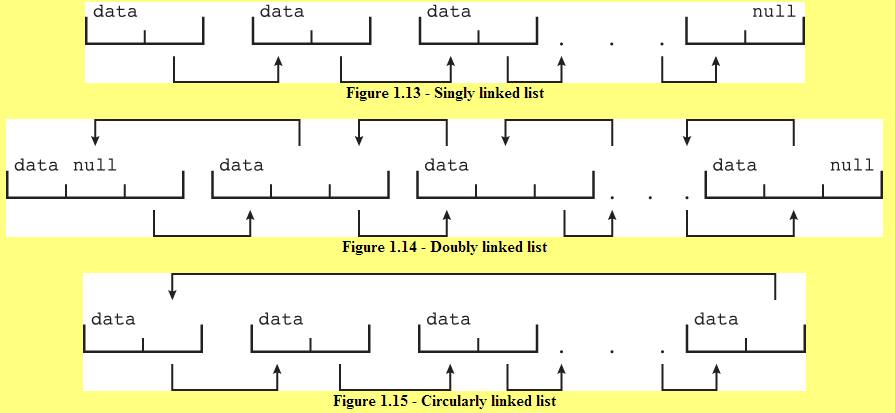 data data data null
. . .
Figure 1.13 - Singly linked list
data null data data data null
. . .
Figure 1.14 - Doubly linked list
data data data data
. . .
Figure 1.15 - Circularly linked list